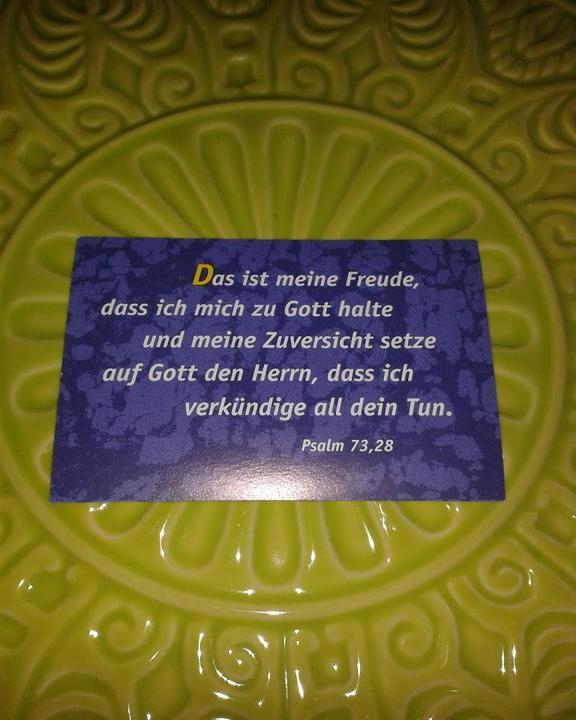 Das ist meine Freude,
dass ich mich zu Gott halte
und meine Zuversicht setze
auf Gott den Herrn, dass ich
verkündige all dein Tun.
Psalm 73,28